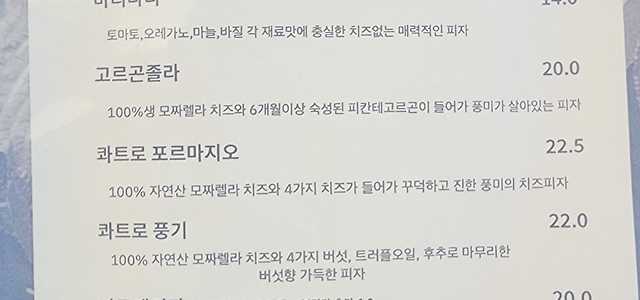 14.0
토마토,오레가노,마늘,바질 각 재료맛에 충실한 치즈없는 매력적인 피자
고르곤졸라 20.0
100%생 모짜렐라 치즈와 6개월이상 숙성된 피칸테고르곤이 들어가 풍미가 살아있는 피자
콰트로 포르마지오 22.5
100% 자연산 모짜렐라 치즈와 4가지 치즈가 들어가 꾸덕하고 진한 풍미의 치즈피자
콰트로 풍기 22.0
100% 자연산 모짜렐라 치즈와 4가지 버섯, 트러플오일, 후추로 마무리한
버섯향 가득한 피자
20.0